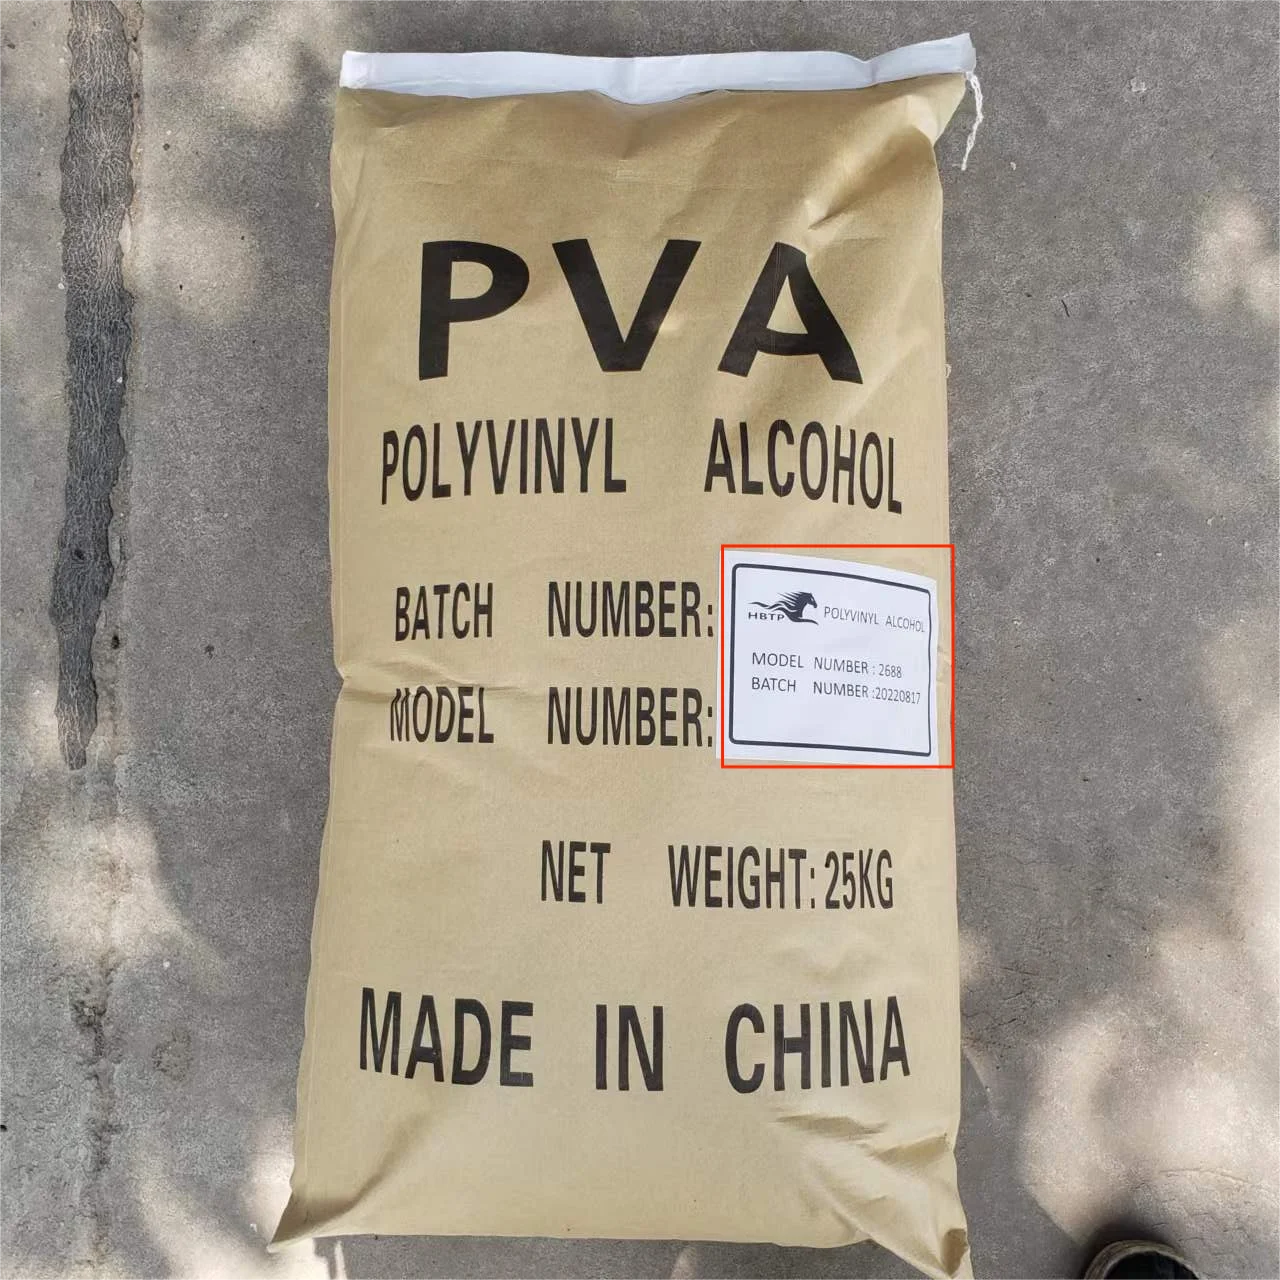 PVA
POLYVINYL ALCOHOL
BATCH NUMBER:
MODEL NUMBER:
HBTP POLYVINYL ALCOHOL
MODEL NUMBER : 2688
BATCH NUMBER :20220817
NET WEIGHT:25KG
MADE IN CHINA